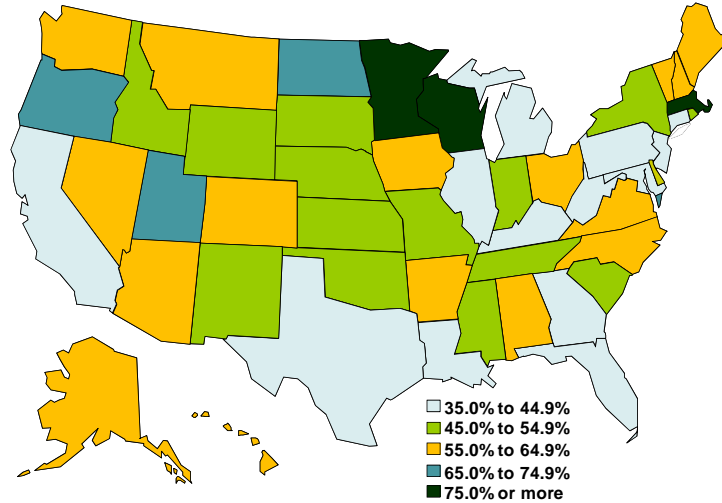 35.0% to 44.9%
45.0% to 54.9%
55.0% to 64.9%
65.0% to 74.9%
75.0% or more